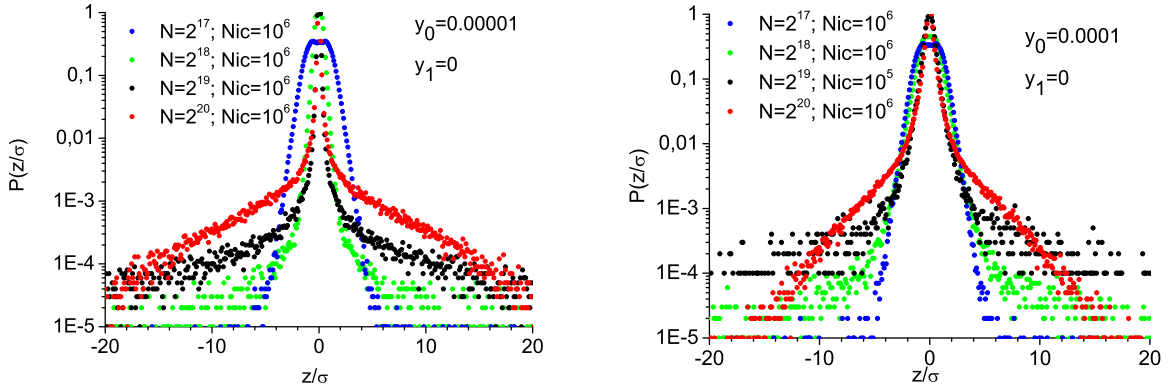 1
0,1
0,01
1E-3
1E-4
1E-5
P(z/σ)
-20
-10
0
10
20
z/σ
N=2^17; Nic=10^6
N=2^18; Nic=10^6
N=2^19; Nic=10^6
N=2^20; Nic=10^6
y_0=0.00001
y_1=0
1
0,1
0,01
1E-3
1E-4
1E-5
P(z/σ)
-20
-10
0
10
20
z/σ
N=2^17; Nic=10^6
N=2^18; Nic=10^6
N=2^19; Nic=10^5
N=2^20; Nic=10^6
y_0=0.0001
y_1=0